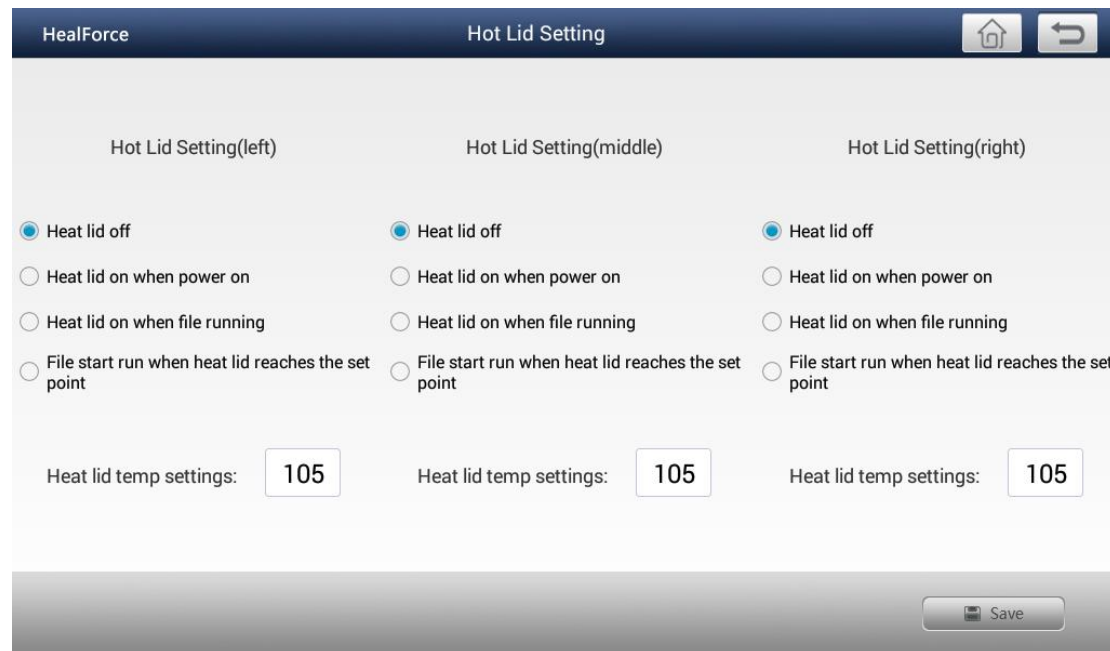 HealForce
Hot Lid Setting
Hot Lid Setting(left)
Hot Lid Setting(middle)
Hot Lid Setting(right)
Heat lid off
Heat lid on when power on
Heat lid on when file running
File start run when heat lid reaches the set
point
Heat lid temp settings: 105
Heat lid off
Heat lid on when power on
Heat lid on when file running
File start run when heat lid reaches the set
point
Heat lid temp settings: 105
Heat lid off
Heat lid on when power on
Heat lid on when file running
File start run when heat lid reaches the set
point
Heat lid temp settings: 105
Save